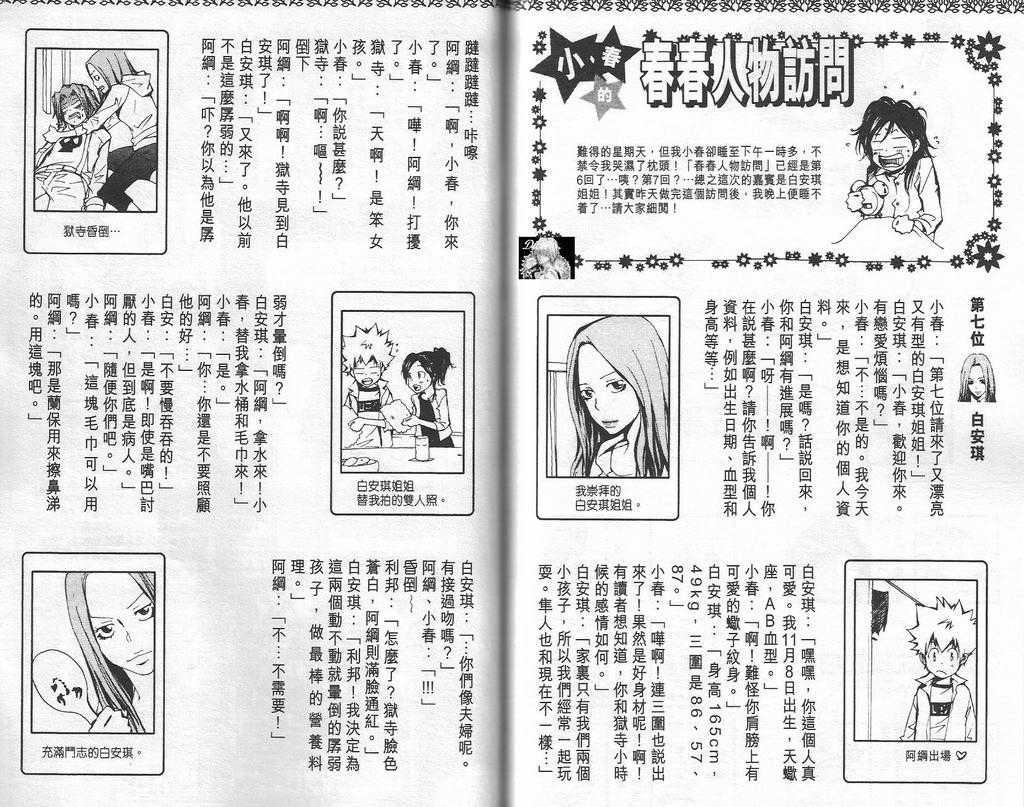 小春的
春春人物訪問
難得的星期天，但我小春卻睡至下午一時多，不
禁令我哭濕了枕頭！「春春人物訪問」已經是第
6回了…咦？第7回？…總之這次的嘉賓是白安琪
姐姐！其實昨天做完這個訪問後，我晚上便睡不
着了…請大家細閱！
第七位 白安琪
小春：「第七位請來了又漂亮
又有型的白安琪姐姐！」
白安琪：「小春，歡迎你來。
有戀愛煩惱嗎？」
小春：「不…不是的。我今天
來，是想知道你的個人資
料。」
白安琪：「是嗎？話說回來，
你和阿綱有進展嗎？」
小春：「呀——！啊——！你
在說甚麼啊？請你告訴我個人
資料，例如出生日期、血型和
身高等等…」
我崇拜的
白安琪姐姐。
白安琪：「嘿嘿，你這個人真
可愛。我11月8日出生，天蠍
座，AB血型。」
小春：「啊！難怪你肩膀上有
可愛的蠍子紋身。」
白安琪：「身高165cm，
49kg，三圍是86、57、
87。」
小春：「嘩啊！連三圍也說出
來了！果然是好身材呢！啊！
有讀者想知道，你和獄寺小時
候的感情如何。」
白安琪：「家裏只有我們兩個
小孩子，所以我們經常一起玩
耍。隼人也和現在不一樣…」
阿綱出場♡
躂躂躂躂…咔嚓
阿綱：「啊，小春，你來
了。」
小春：「嘩！阿綱！打擾
了。」
獄寺：「天啊！是笨女
孩。」
小春：「你說甚麼？」
獄寺：「啊…嘔～～！」
倒下
阿綱：「啊啊！獄寺見到白
安琪了！」
白安琪：「又來了。他以前
不是這麼孱弱的…」
阿綱：「吓？你以為他是孱
獄寺昏倒…
弱才暈倒嗎？」
白安琪：「阿綱，拿水來！小
春，替我拿水桶和毛巾來！」
小春：「是。」
阿綱：「你…你還是不要照顧
他的好…」
白安：「不要慢吞吞的！」
小春：「是啊！即使是嘴巴討
厭的人，但到底是病人。」
阿綱：「隨便你們吧。」
小春：「這塊毛巾可以用
嗎？」
阿綱：「那是蘭保用來擦鼻涕
的。用這塊吧。」
白安琪姐姐
替我拍的雙人照。
白安琪：「…你們像夫婦呢。
有接過吻嗎？」
阿綱、小春：「!!!」
昏倒～
利邦：「怎麼了？獄寺臉色
蒼白，阿綱則滿臉通紅。」
白安琪：「利邦！我決定為
這兩個動不動就暈倒的孱弱
孩子，做最棒的營養料
理。」
阿綱：「不…不需要！」
充滿鬥志的白安琪。